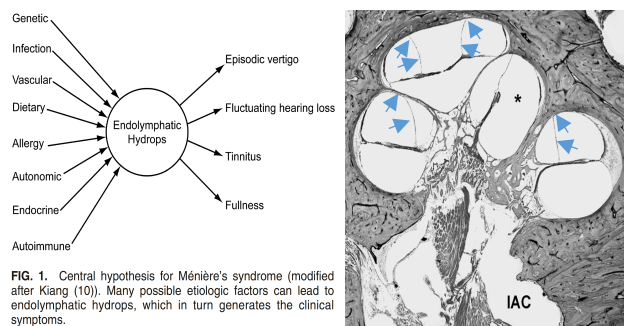 Genetic
Infection
Vascular
Dietary
Allergy
Autonomic
Endocrine
Autoimmune
Endolymphatic
Hydrops
Episodic vertigo
Fluctuating hearing loss
Tinnitus
Fullness
FIG. 1. Central hypothesis for Ménière's syndrome (modified
after Kiang (10)). Many possible etiologic factors can lead to
endolymphatic hydrops, which in turn generates the clinical
symptoms.
*
IAC